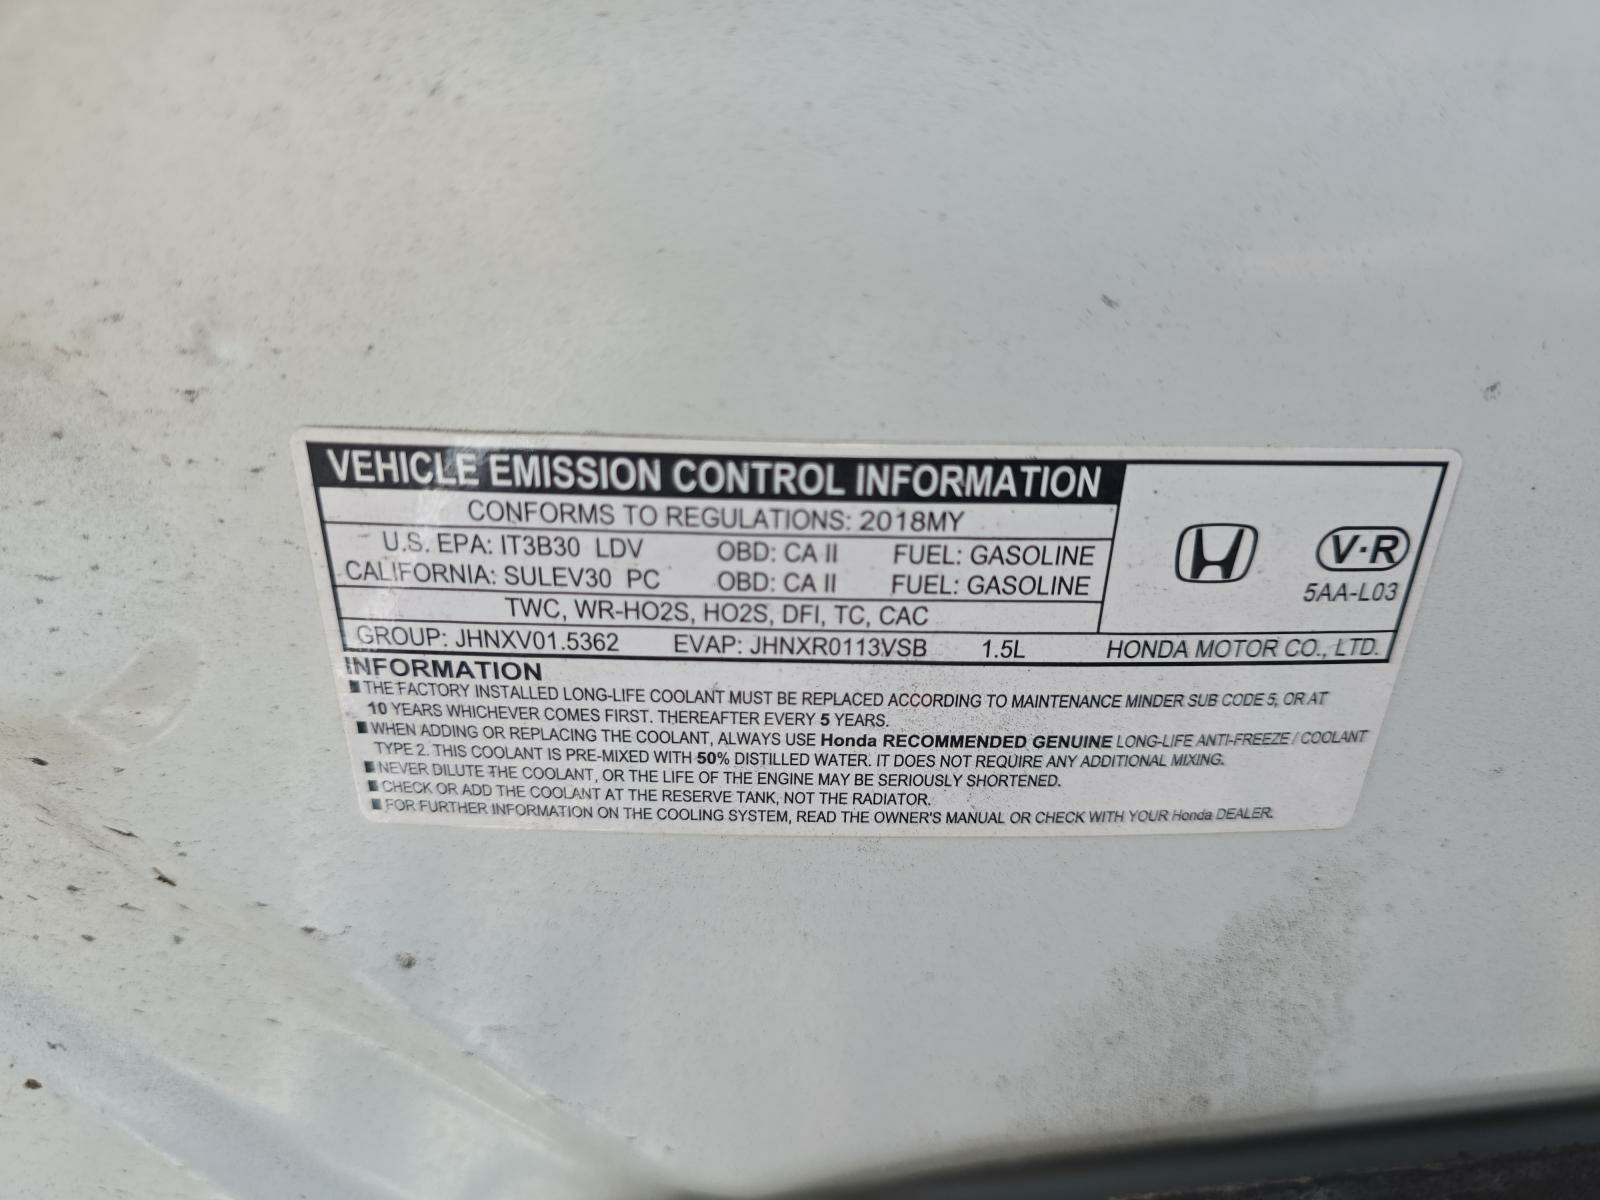 VEHICLE EMISSION CONTROL INFORMATION
CONFORMS TO REGULATIONS: 2018MY
U.S. EPA: IT3B30 LDV OBD: CA II FUEL: GASOLINE
CALIFORNIA: SULEV30 PC OBD: CA II FUEL: GASOLINE
TWC, WR-HO2S, HO2S, DFI, TC, CAC
GROUP: JHNXV01.5362 EVAP: JHNXR0113VSB 1.5L HONDA MOTOR CO., LTD.
V-R
5AA-L03
INFORMATION
■ THE FACTORY INSTALLED LONG-LIFE COOLANT MUST BE REPLACED ACCORDING TO MAINTENANCE MINDER SUB CODE 5, OR AT
10 YEARS WHICHEVER COMES FIRST. THEREAFTER EVERY 5 YEARS.
■ WHEN ADDING OR REPLACING THE COOLANT, ALWAYS USE Honda RECOMMENDED GENUINE LONG-LIFE ANTI-FREEZE / COOLANT
TYPE 2. THIS COOLANT IS PRE-MIXED WITH 50% DISTILLED WATER. IT DOES NOT REQUIRE ANY ADDITIONAL MIXING.
■ NEVER DILUTE THE COOLANT, OR THE LIFE OF THE ENGINE MAY BE SERIOUSLY SHORTENED.
■ CHECK OR ADD THE COOLANT AT THE RESERVE TANK, NOT THE RADIATOR.
■ FOR FURTHER INFORMATION ON THE COOLING SYSTEM, READ THE OWNER'S MANUAL OR CHECK WITH YOUR Honda DEALER.